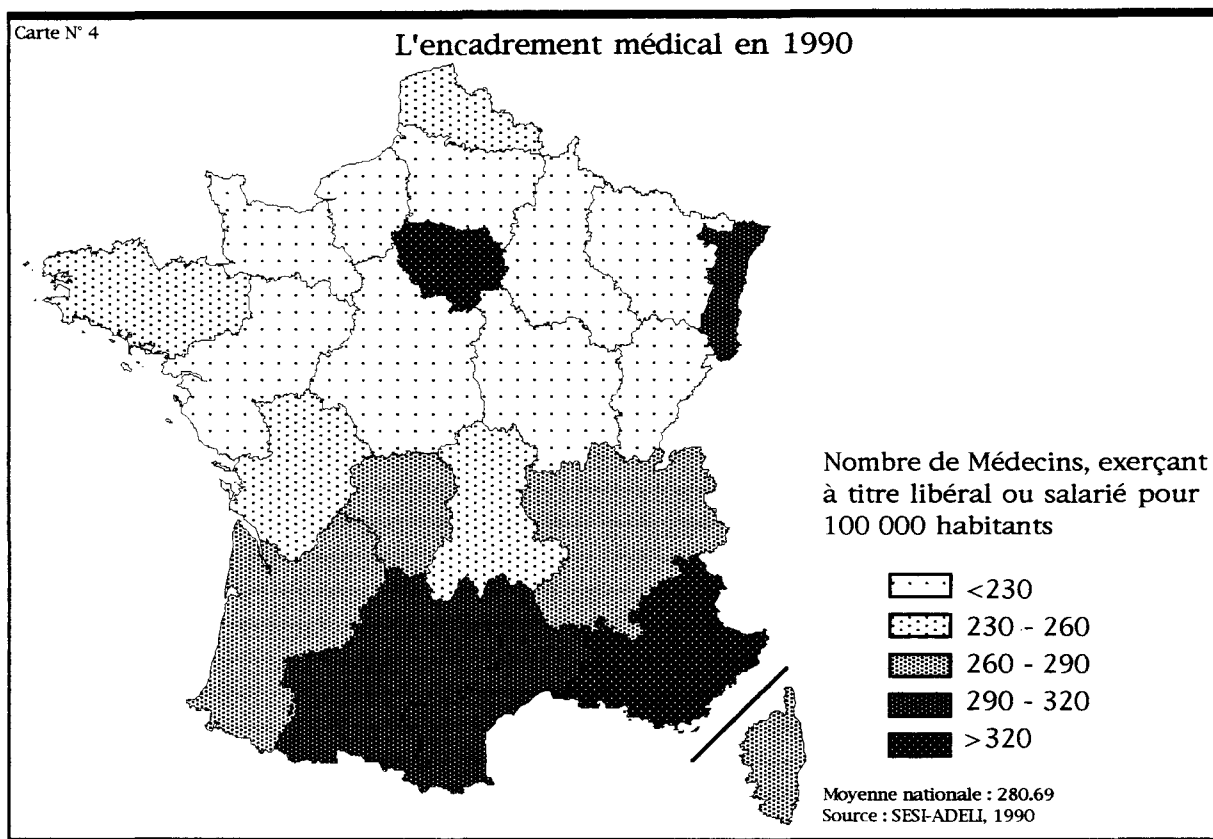 Carte N° 4
L'encadrement médical en 1990
Nombre de Médecins, exerçant
à titre libéral ou salarié pour
100 000 habitants
<230
230 - 260
260 - 290
290 - 320
>320
Moyenne nationale : 280.69
Source : SESI-ADELI, 1990